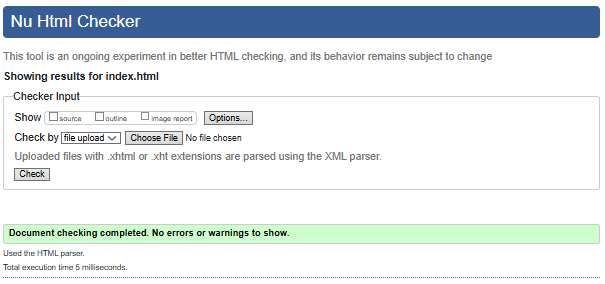 Nu Html Checker
This tool is an ongoing experiment in better HTML checking, and its behavior remains subject to change
Showing results for index.html
Checker Input
Show source outline image report Options...
Check by file upload Choose File No file chosen
Uploaded files with .xhtml or .xht extensions are parsed using the XML parser.
Check
Document checking completed. No errors or warnings to show.
Used the HTML parser.
Total execution time 5 milliseconds.